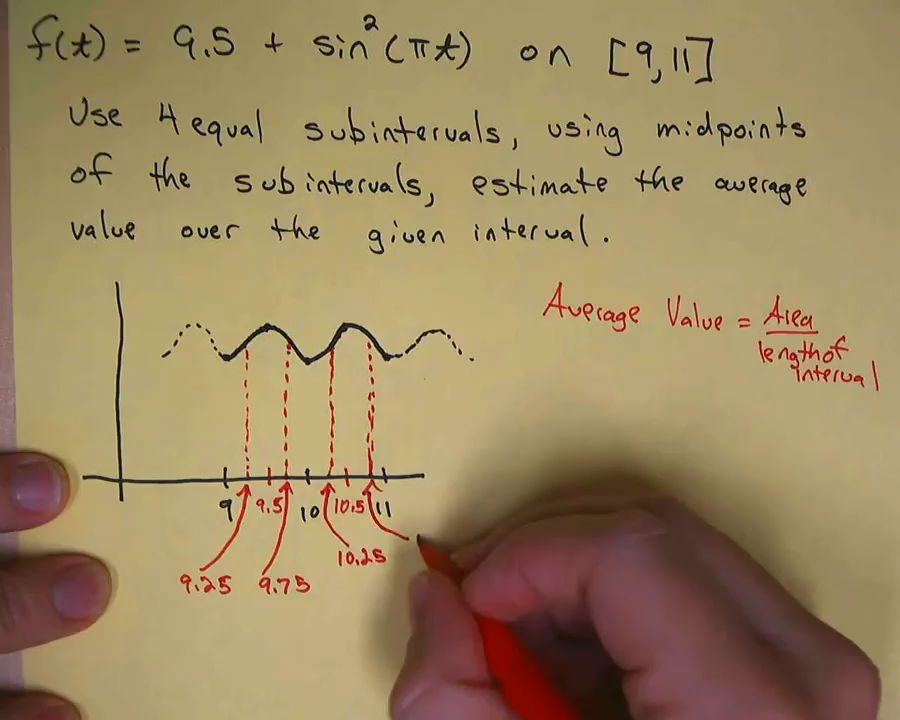 f(t) = 9.5 + sin²(πt) on [9,11]
Use 4 equal subintervals, using midpoints
of the subintervals, estimate the average
value over the given interval.
Average Value = Area
length of
interval
9 9.5 10 10.5 11
10.25
9.25 9.75